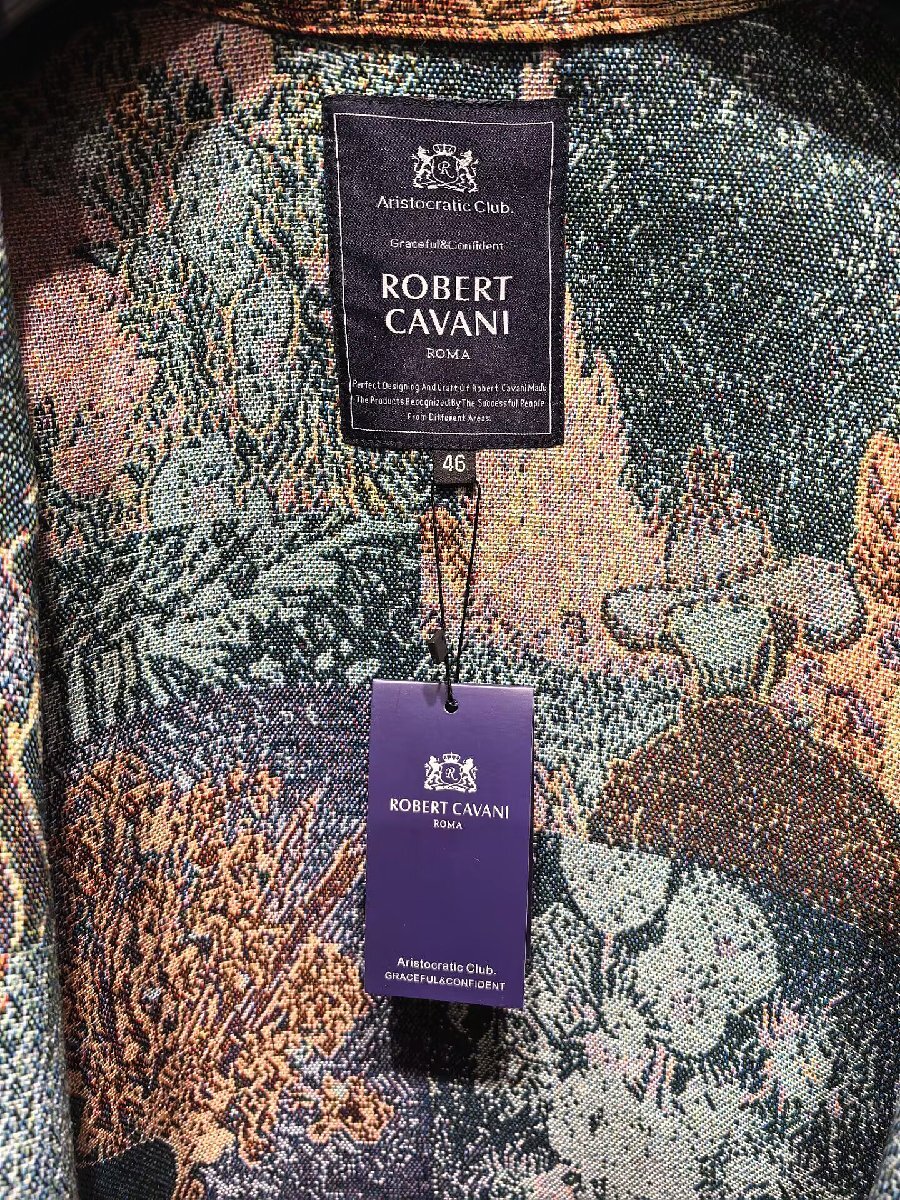 R
Aristocratic Club.
Graceful&Confident
ROBERT
CAVANI
ROMA
Perfect Designing And Craft Of Robert Cavani Made
The Products Recognized By The Successful People
From Different Areas.
46
R
ROBERT CAVANI
ROMA
Aristocratic Club.
GRACEFUL&CONFIDENT